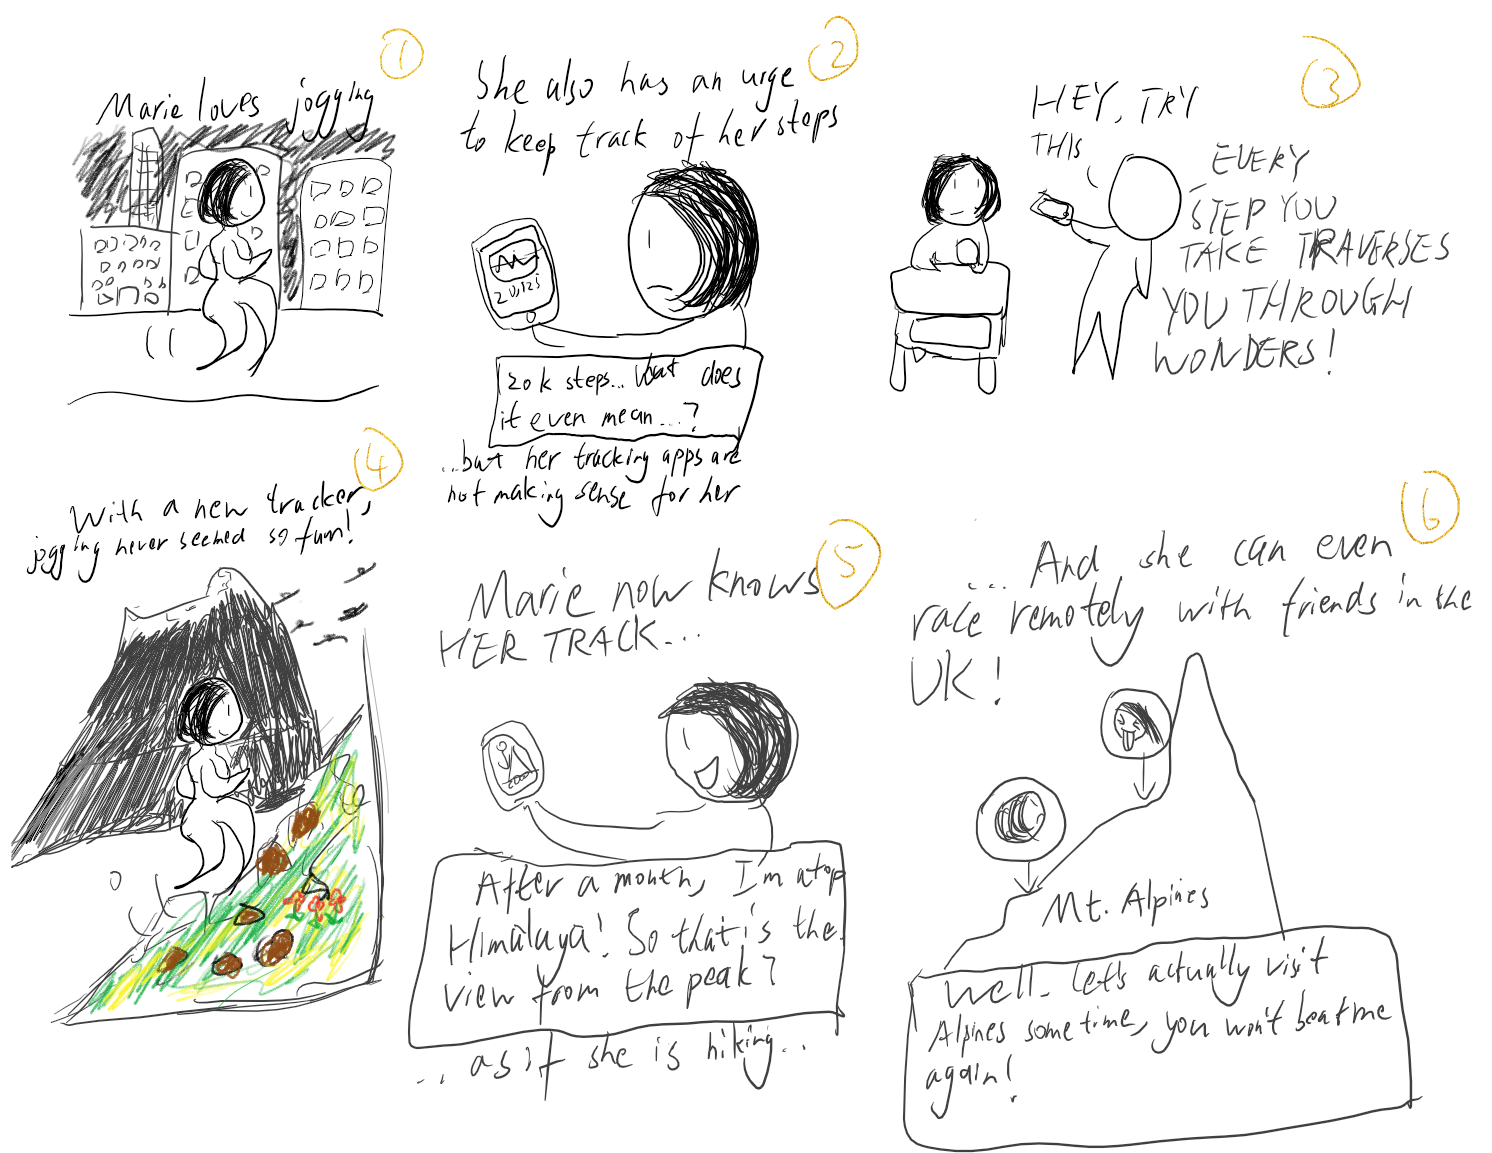 1
Marie loves jogging
2
She also has an urge
to keep track of her steps
20,125
20k steps... what does
it even mean...?
...but her tracking apps are
not making sense for her
3
HEY, TRY
THIS
EVERY
STEP YOU
TAKE TRAVERSES
YOU THROUGH
WONDERS!
4
With a new tracker,
jogging never seemed so fun!
5
Marie now knows
HER TRACK...
After a month, I'm atop
Himalaya! So that is the
view from the peak?
... as if she is hiking...
6
... And she can even
race remotely with friends in the
UK!
Mt. Alpines
Well. Let's actually visit
Alpines sometime, you won't beat me
again!